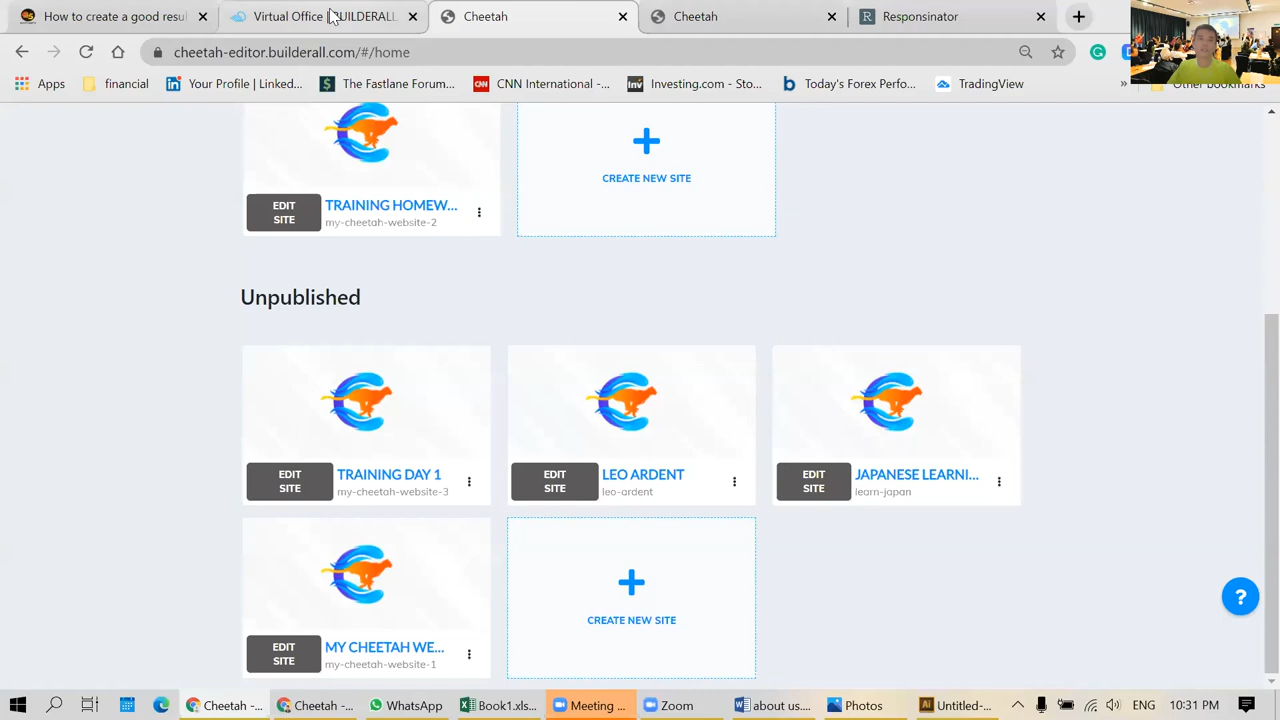 How to create a good resu
Virtual Office | BUILDERALL
Cheetah
Cheetah
R Responsinator
cheetah-editor.builderall.com/#/home
Apps
financial
Your Profile | Linked...
The Fastlane For...
CNN CNN International -...
Inv Investing.com - Sto...
b Today's Forex Perfo...
TradingView
»
Other bookmarks
CREATE NEW SITE
EDIT
SITE
TRAINING HOMEW...
my-cheetah-website-2
Unpublished
EDIT
SITE
TRAINING DAY 1
my-cheetah-website-3
EDIT
SITE
LEO ARDENT
leo-ardent
EDIT
SITE
JAPANESE LEARNI...
learn-japan
CREATE NEW SITE
EDIT
SITE
MY CHEETAH WE...
my-cheetah-website-1
?
Cheetah -...
Cheetah -...
WhatsApp
Book1.xls...
Meeting ...
Zoom
about us...
Photos
Ai Untitled-...
ENG
10:31 PM